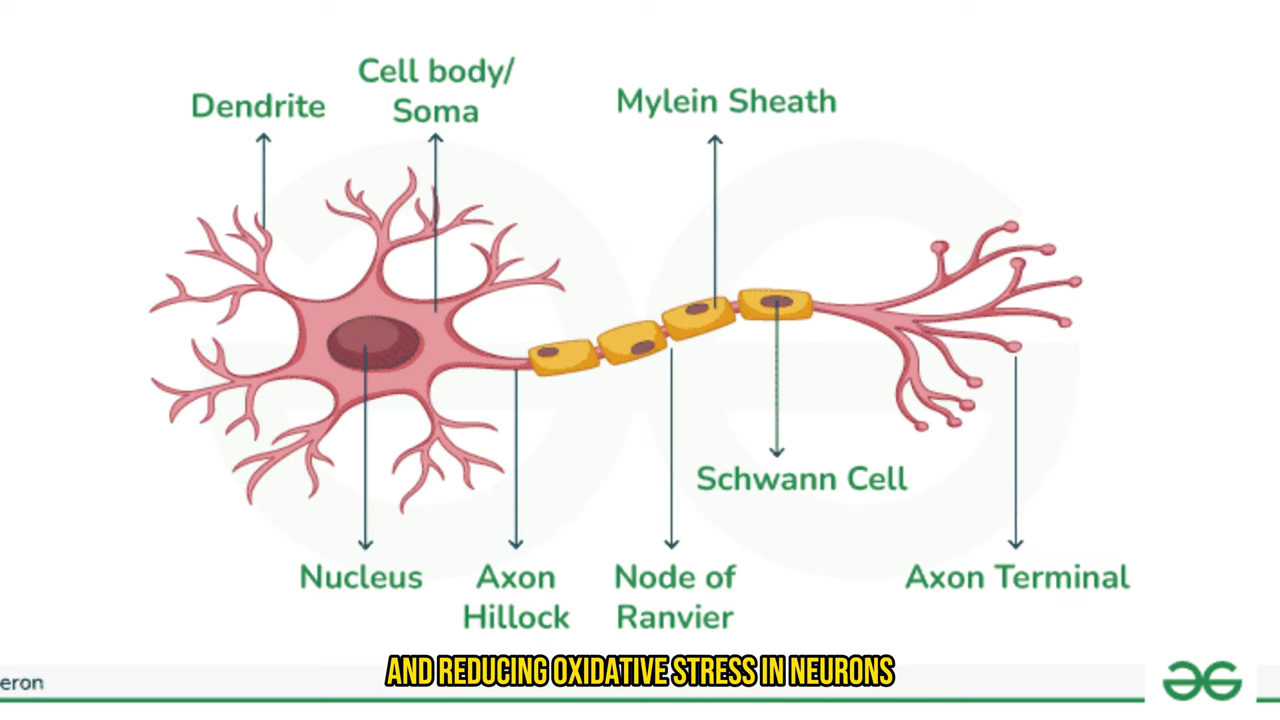 Cell body/
Soma
Dendrite
Mylein Sheath
Schwann Cell
Nucleus
Axon
Hillock
Node of
Ranvier
Axon Terminal
AND REDUCING OXIDATIVE STRESS IN NEURONS
eron